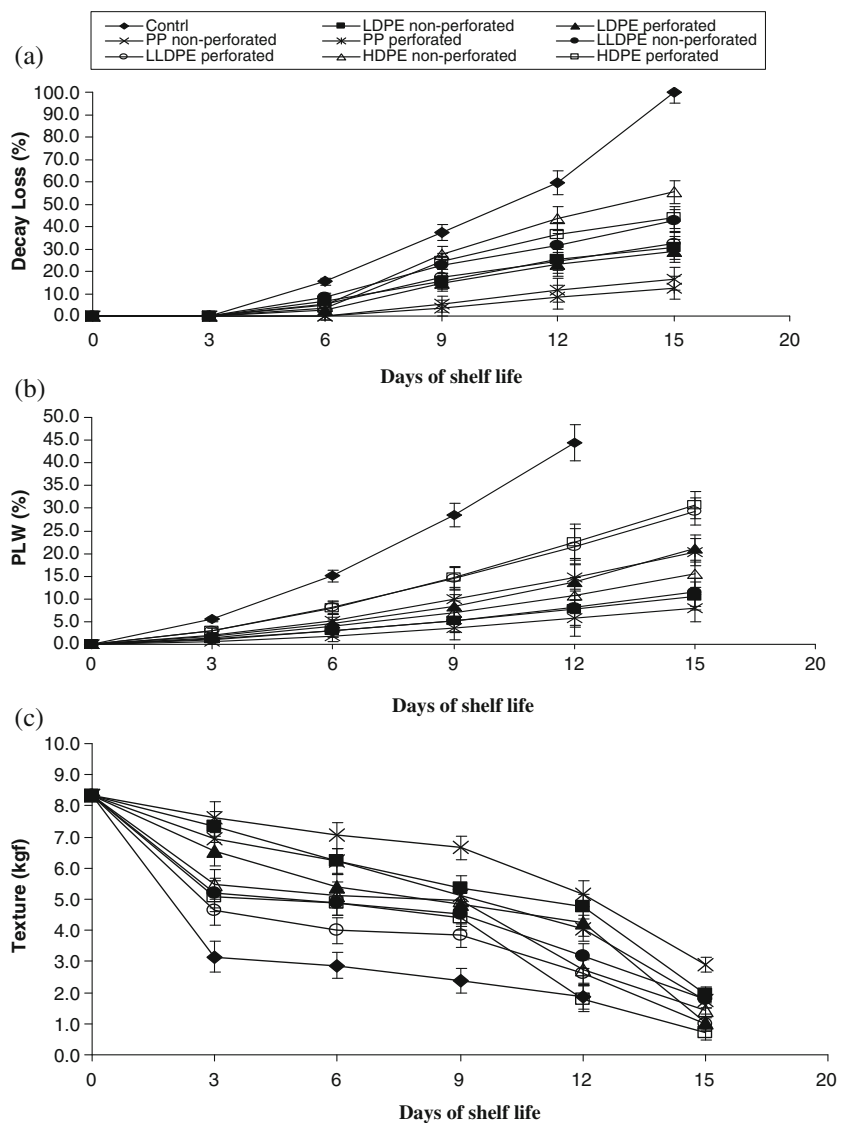 Contrl LDPE non-perforated LDPE perforated
PP non-perforated PP perforated LLDPE non-perforated
LLDPE perforated HDPE non-perforated HDPE perforated
(a)
Decay Loss (%)
100.0
90.0
80.0
70.0
60.0
50.0
40.0
30.0
20.0
10.0
0.0
0 3 6 9 12 15 20
Days of shelf life
(b)
PLW (%)
50.0
45.0
40.0
35.0
30.0
25.0
20.0
15.0
10.0
5.0
0.0
0 3 6 9 12 15 20
Days of shelf life
(c)
Texture (kgf)
10.0
9.0
8.0
7.0
6.0
5.0
4.0
3.0
2.0
1.0
0.0
0 3 6 9 12 15 20
Days of shelf life